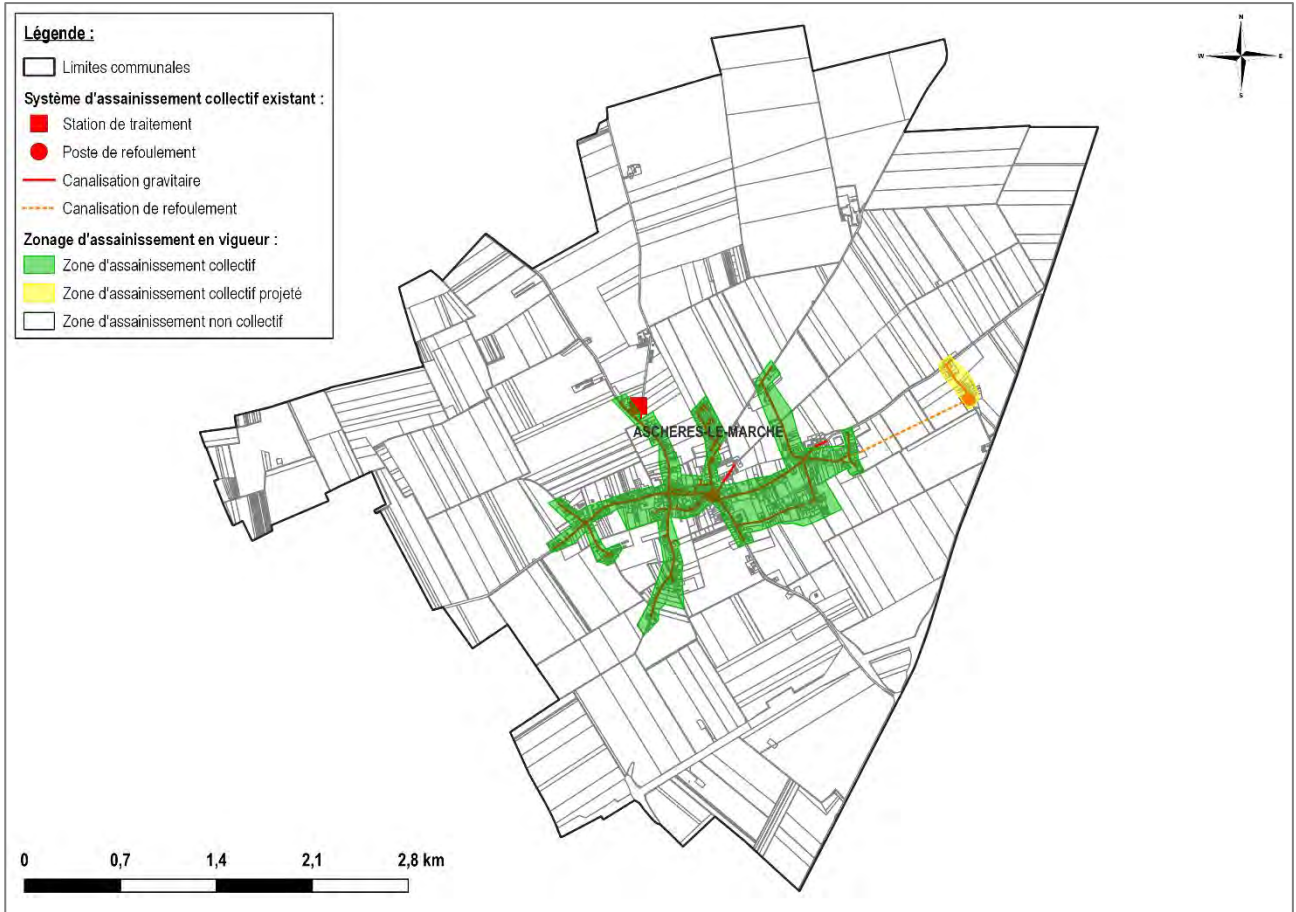 Légende :
Limites communales
Système d'assainissement collectif existant :
Station de traitement
Poste de refoulement
Canalisation gravitaire
Canalisation de refoulement
Zonage d'assainissement en vigueur :
Zone d'assainissement collectif
Zone d'assainissement collectif projeté
Zone d'assainissement non collectif
N
W E
S
ASCHERES-LE-MARCHE
0 0,7 1,4 2,1 2,8 km